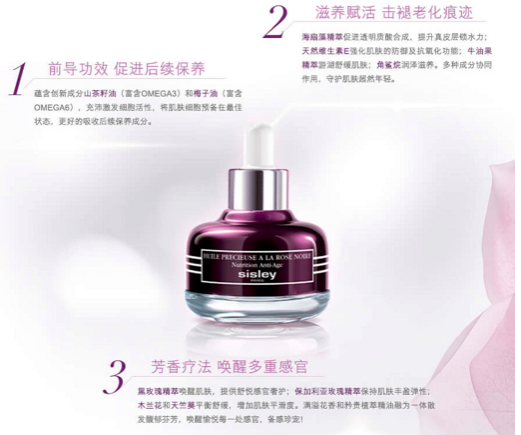 1
前导功效 促进后续保养
蕴含创新成分山茶籽油（富含OMEGA3）和梅子油（富含
OMEGA6），充沛激发细胞活性，将肌肤细胞预备在最佳
状态，更好的吸收后续保养成分。
2
滋养赋活 击褪老化痕迹
海扇藻精萃促进透明质酸合成，提升真皮层锁水力；
天然维生素E强化肌肤的防御及抗氧化功能；牛油果
精萃舒缓肌肤；角鲨烷润泽滋养。多种成分协同
作用，守护肌肤超然年轻。
HUILE PRECIEUSE A LA ROSE NOIRE
Nutrition Anti-Age
sisley
PARIS
3
芳香疗法 唤醒多重感官
黑玫瑰精萃唤醒肌肤，提供舒悦感官奢护；保加利亚玫瑰精萃保持肌肤丰盈弹性；
木兰花和天竺葵平衡舒缓，增加肌肤平滑度。满溢花香和矜贵植萃精油融为一体散
发馥郁芬芳，唤醒愉悦每一处感官，备感珍宠！